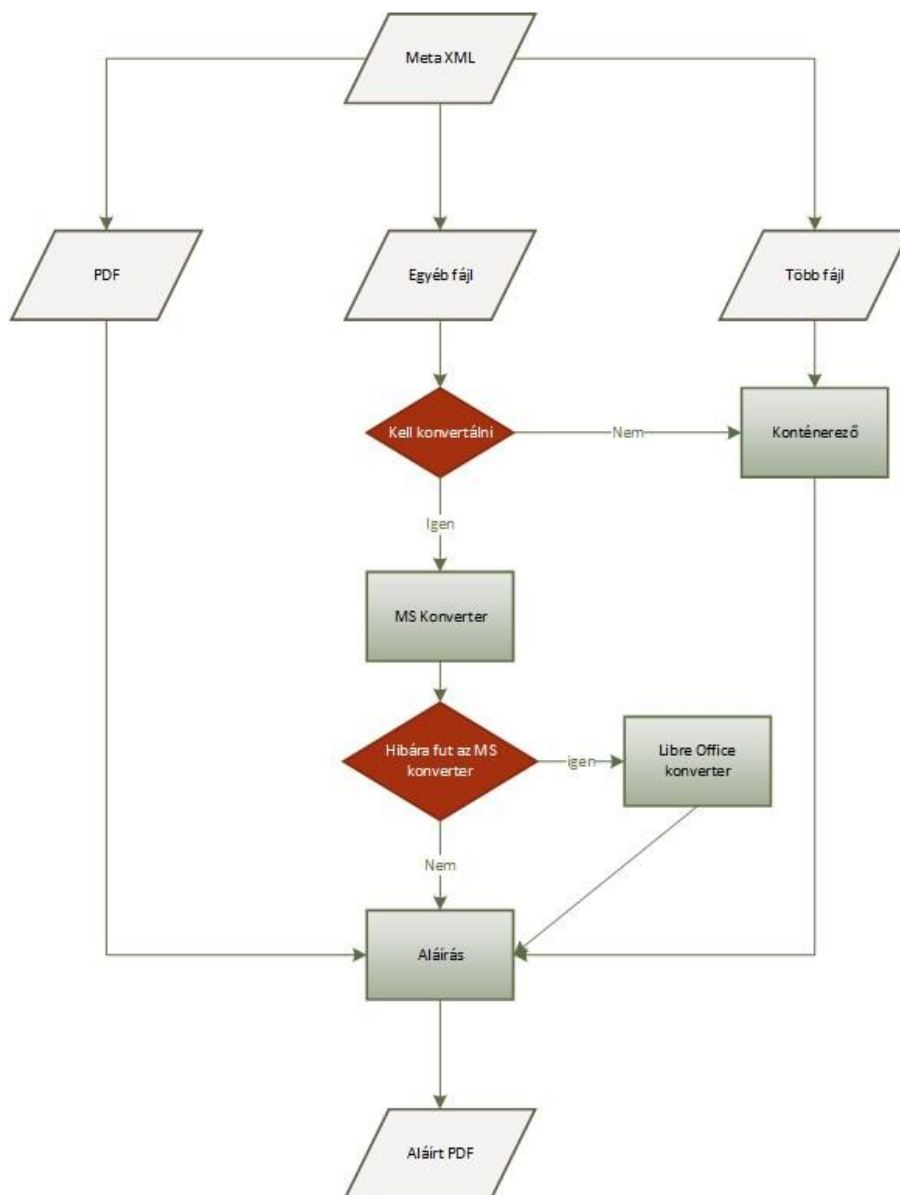 Meta XML
PDF
Egyéb fájl
Több fájl
Kell konvertálni
Nem
Konténerező
Igen
MS Konverter
Hibára fut az MS
konverter
igen
Libre Office
konverter
Nem
Aláírás
Aláírt PDF